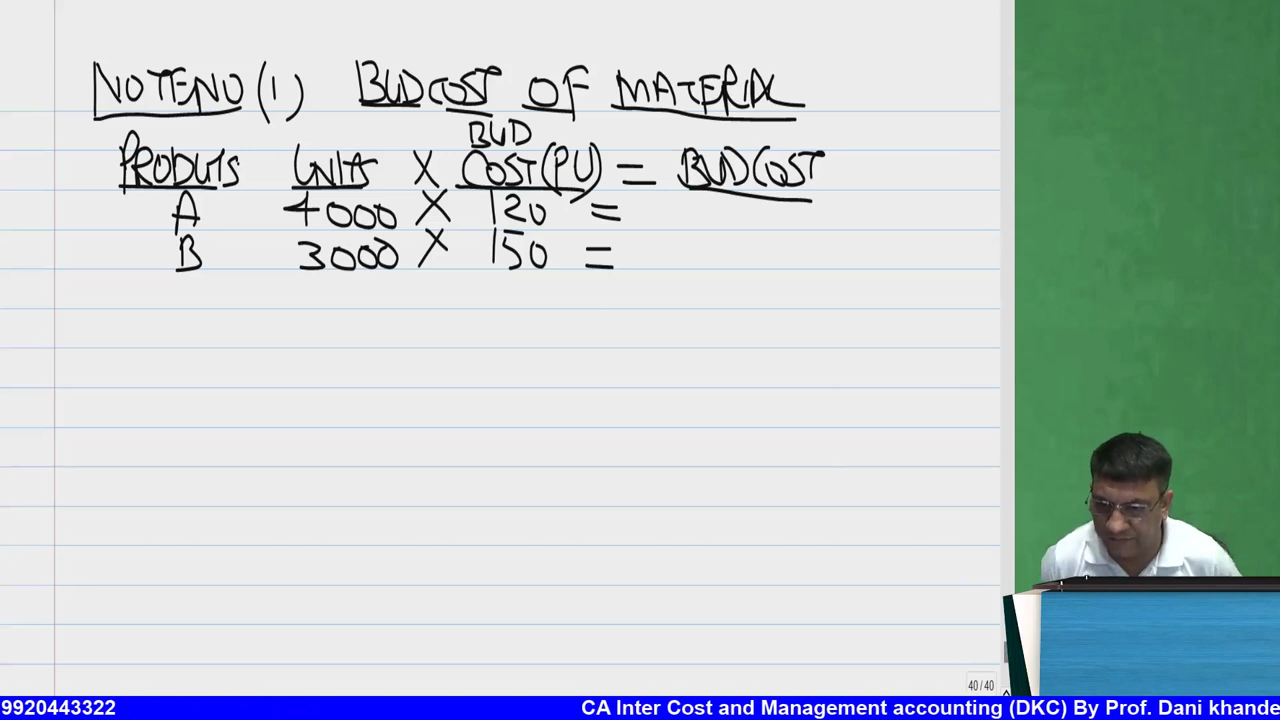 NOTENO (1) BUDCOST OF MATERIAL
BUD
PRODUTS UNITS X COST(PU) = BUDCOST
A 4000 X 120 =
B 3000 X 150 =
40/40
9920443322 CA Inter Cost and Management accounting (DKC) By Prof. Dani khande